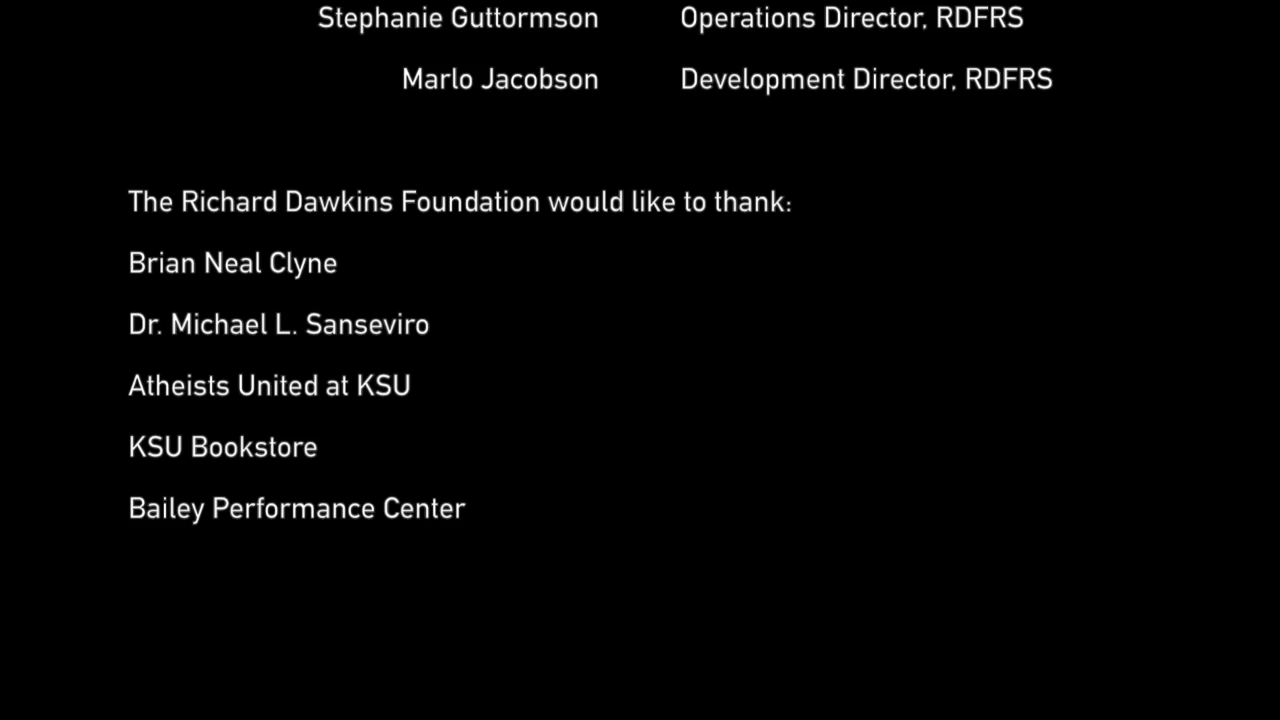 Stephanie Guttormson Operations Director, RDFRS
Marlo Jacobson Development Director, RDFRS
The Richard Dawkins Foundation would like to thank:
Brian Neal Clyne
Dr. Michael L. Sanseviro
Atheists United at KSU
KSU Bookstore
Bailey Performance Center